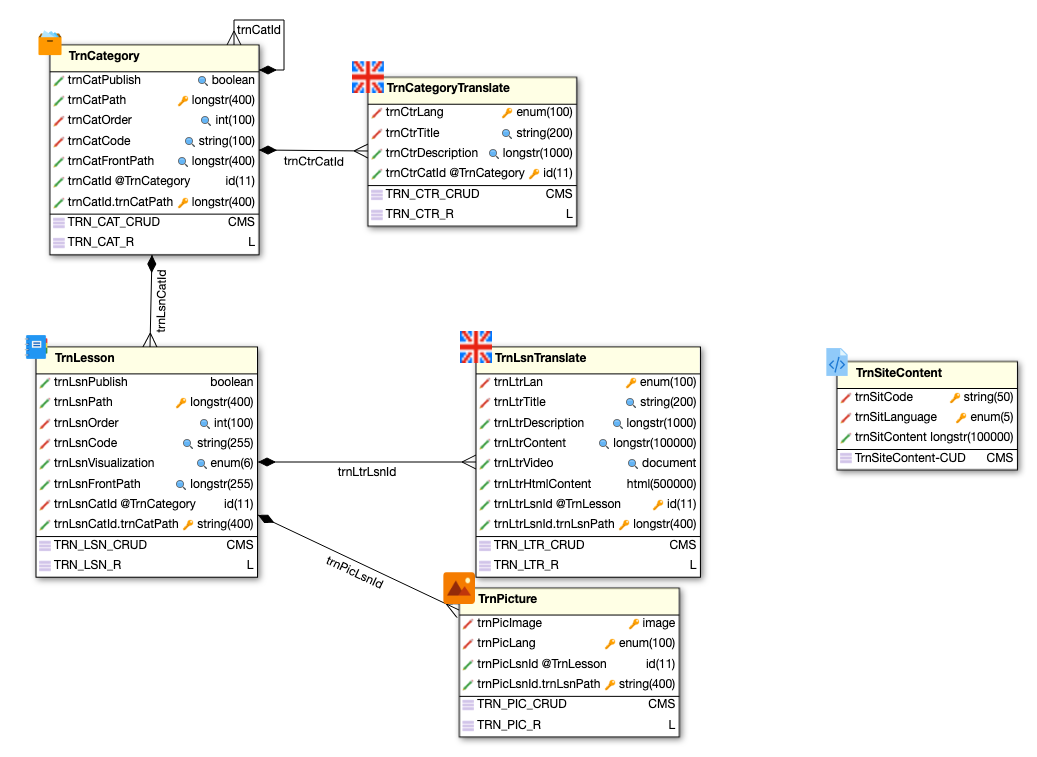 trnCatId
TrnCategory
trnCatPublish boolean
trnCatPath longstr(400)
trnCatOrder int(100)
trnCatCode string(100)
trnCatFrontPath longstr(400)
trnCatId @TrnCategory id(11)
trnCatId.trnCatPath longstr(400)
TRN_CAT_CRUD CMS
TRN_CAT_R L
trnCtrCatId
TrnCategoryTranslate
trnCtrLang enum(100)
trnCtrTitle string(200)
trnCtrDescription longstr(1000)
trnCtrCatId @TrnCategory id(11)
TRN_CTR_CRUD CMS
TRN_CTR_R L
trnLsnCatId
TrnLesson
trnLsnPublish boolean
trnLsnPath longstr(400)
trnLsnOrder int(100)
trnLsnCode string(255)
trnLsnVisualization enum(6)
trnLsnFrontPath longstr(255)
trnLsnCatId @TrnCategory id(11)
trnLsnCatId.trnCatPath string(400)
TRN_LSN_CRUD CMS
TRN_LSN_R L
trnLtrLsnId
TrnLsnTranslate
trnLtrLan enum(100)
trnLtrTitle string(200)
trnLtrDescription longstr(1000)
trnLtrContent longstr(100000)
trnLtrVideo document
trnLtrHtmlContent html(500000)
trnLtrLsnId @TrnLesson id(11)
trnLtrLsnId.trnLsnPath longstr(400)
TRN_LTR_CRUD CMS
TRN_LTR_R L
trnPicLsnId
TrnPicture
trnPicImage image
trnPicLang enum(100)
trnPicLsnId @TrnLesson id(11)
trnPicLsnId.trnLsnPath string(400)
TRN_PIC_CRUD CMS
TRN_PIC_R L
TrnSiteContent
trnSitCode string(50)
trnSitLanguage enum(5)
trnSitContent longstr(100000)
TrnSiteContent-CUD CMS